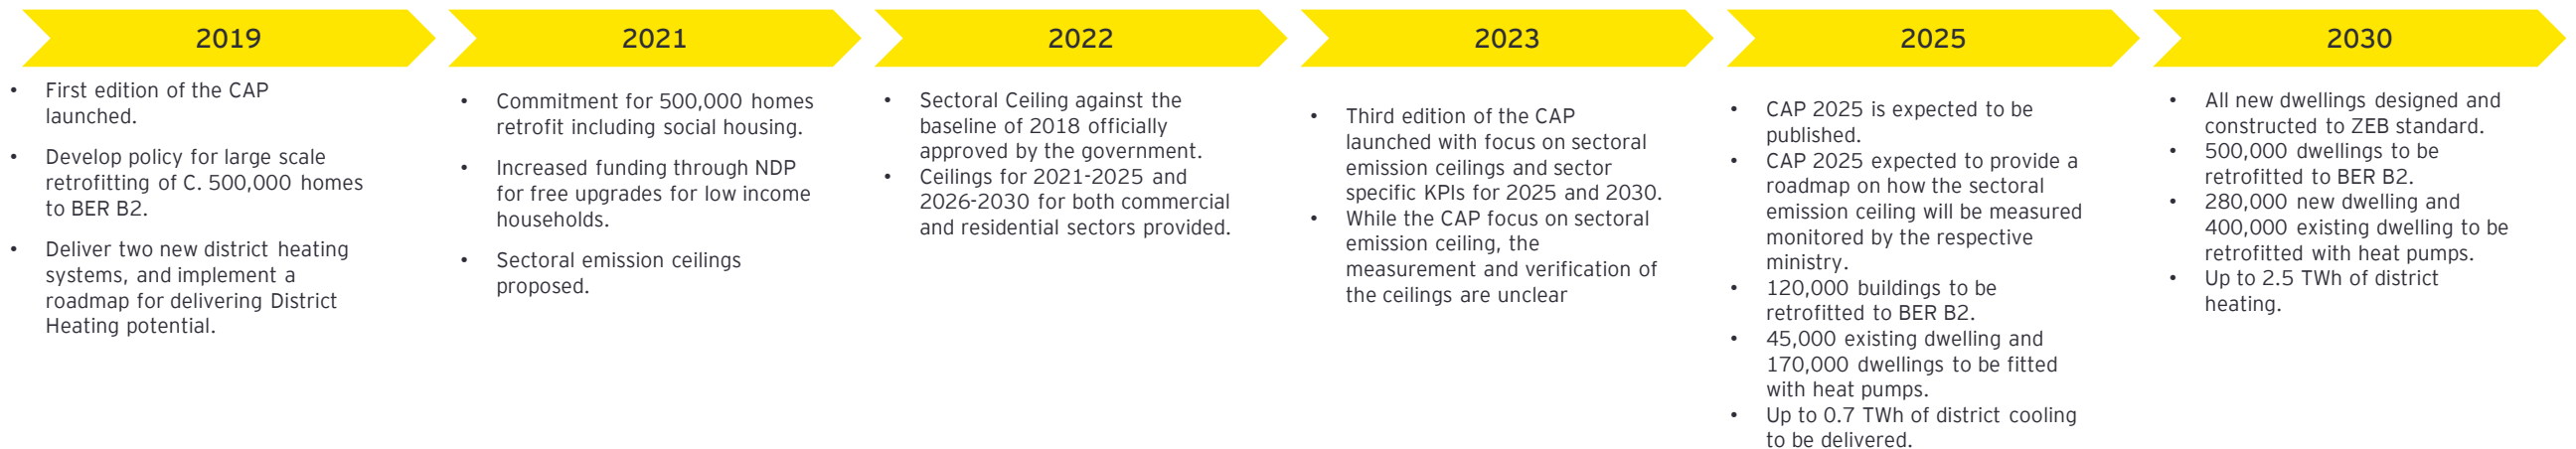 2019
• First edition of the CAP
launched.
• Develop policy for large scale
retrofitting of C. 500,000 homes
to BER B2.
• Deliver two new district heating
systems, and implement a
roadmap for delivering District
Heating potential.
2021
• Commitment for 500,000 homes
retrofit including social housing.
• Increased funding through NDP
for free upgrades for low income
households.
• Sectoral emission ceilings
proposed.
2022
• Sectoral Ceiling against the
baseline of 2018 officially
approved by the government.
• Ceilings for 2021-2025 and
2026-2030 for both commercial
and residential sectors provided.
2023
• Third edition of the CAP
launched with focus on sectoral
emission ceilings and sector
specific KPIs for 2025 and 2030.
• While the CAP focus on sectoral
emission ceiling, the
measurement and verification of
the ceilings are unclear
2025
• CAP 2025 is expected to be
published.
• CAP 2025 expected to provide a
roadmap on how the sectoral
emission ceiling will be measured
monitored by the respective
ministry.
• 120,000 buildings to be
retrofitted to BER B2.
• 45,000 existing dwelling and
170,000 dwellings to be fitted
with heat pumps.
• Up to 0.7 TWh of district cooling
to be delivered.
2030
• All new dwellings designed and
constructed to ZEB standard.
• 500,000 dwellings to be
retrofitted to BER B2.
• 280,000 new dwelling and
400,000 existing dwelling to be
retrofitted with heat pumps.
• Up to 2.5 TWh of district
heating.